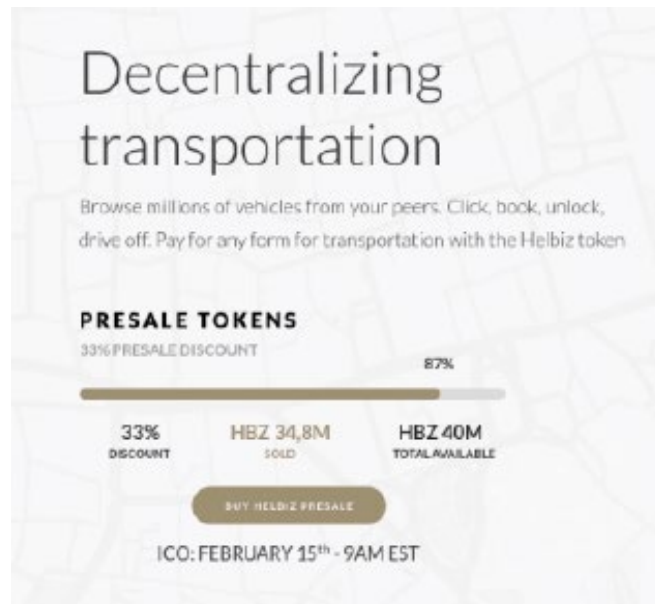 Decentralizing
transportation
Browse millions of vehicles from your peers. Click, book, unlock,
drive off. Pay for any form for transportation with the Helbiz token
PRESALE TOKENS
33% PRESALE DISCOUNT
87%
33% HBZ 34,8M HBZ 40M
DISCOUNT SOLD TOTAL AVAILABLE
BUY HELBIZ PRESALE
ICO: FEBRUARY 15th - 9AM EST